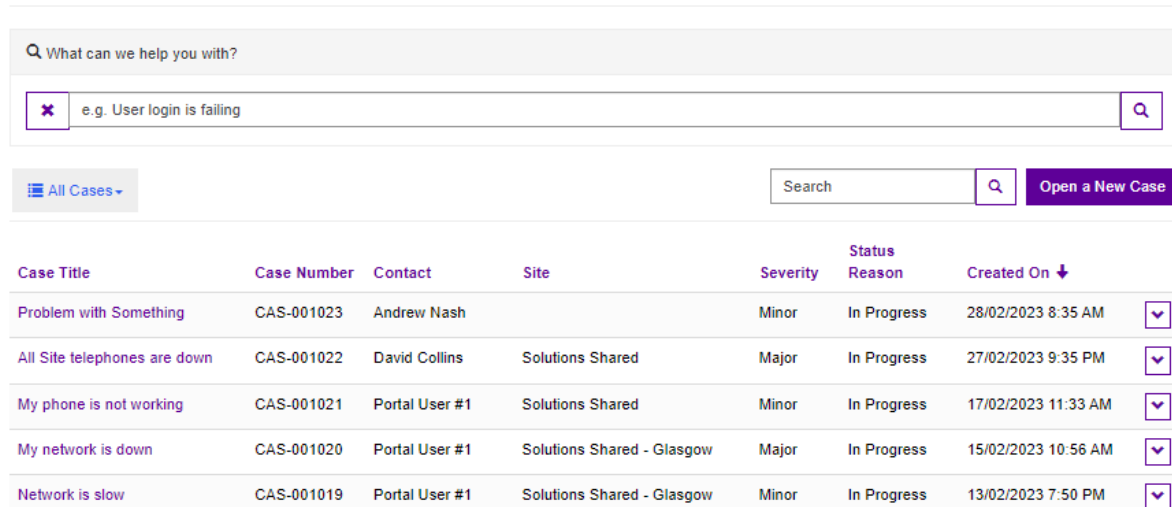 What can we help you with?
e.g. User login is failing
All Cases
Search
Open a New Case
Case Title Case Number Contact Site Severity Status Reason Created On
Problem with Something CAS-001023 Andrew Nash Minor In Progress 28/02/2023 8:35 AM
All Site telephones are down CAS-001022 David Collins Solutions Shared Major In Progress 27/02/2023 9:35 PM
My phone is not working CAS-001021 Portal User #1 Solutions Shared Minor In Progress 17/02/2023 11:33 AM
My network is down CAS-001020 Portal User #1 Solutions Shared - Glasgow Major In Progress 15/02/2023 10:56 AM
Network is slow CAS-001019 Portal User #1 Solutions Shared - Glasgow Minor In Progress 13/02/2023 7:50 PM